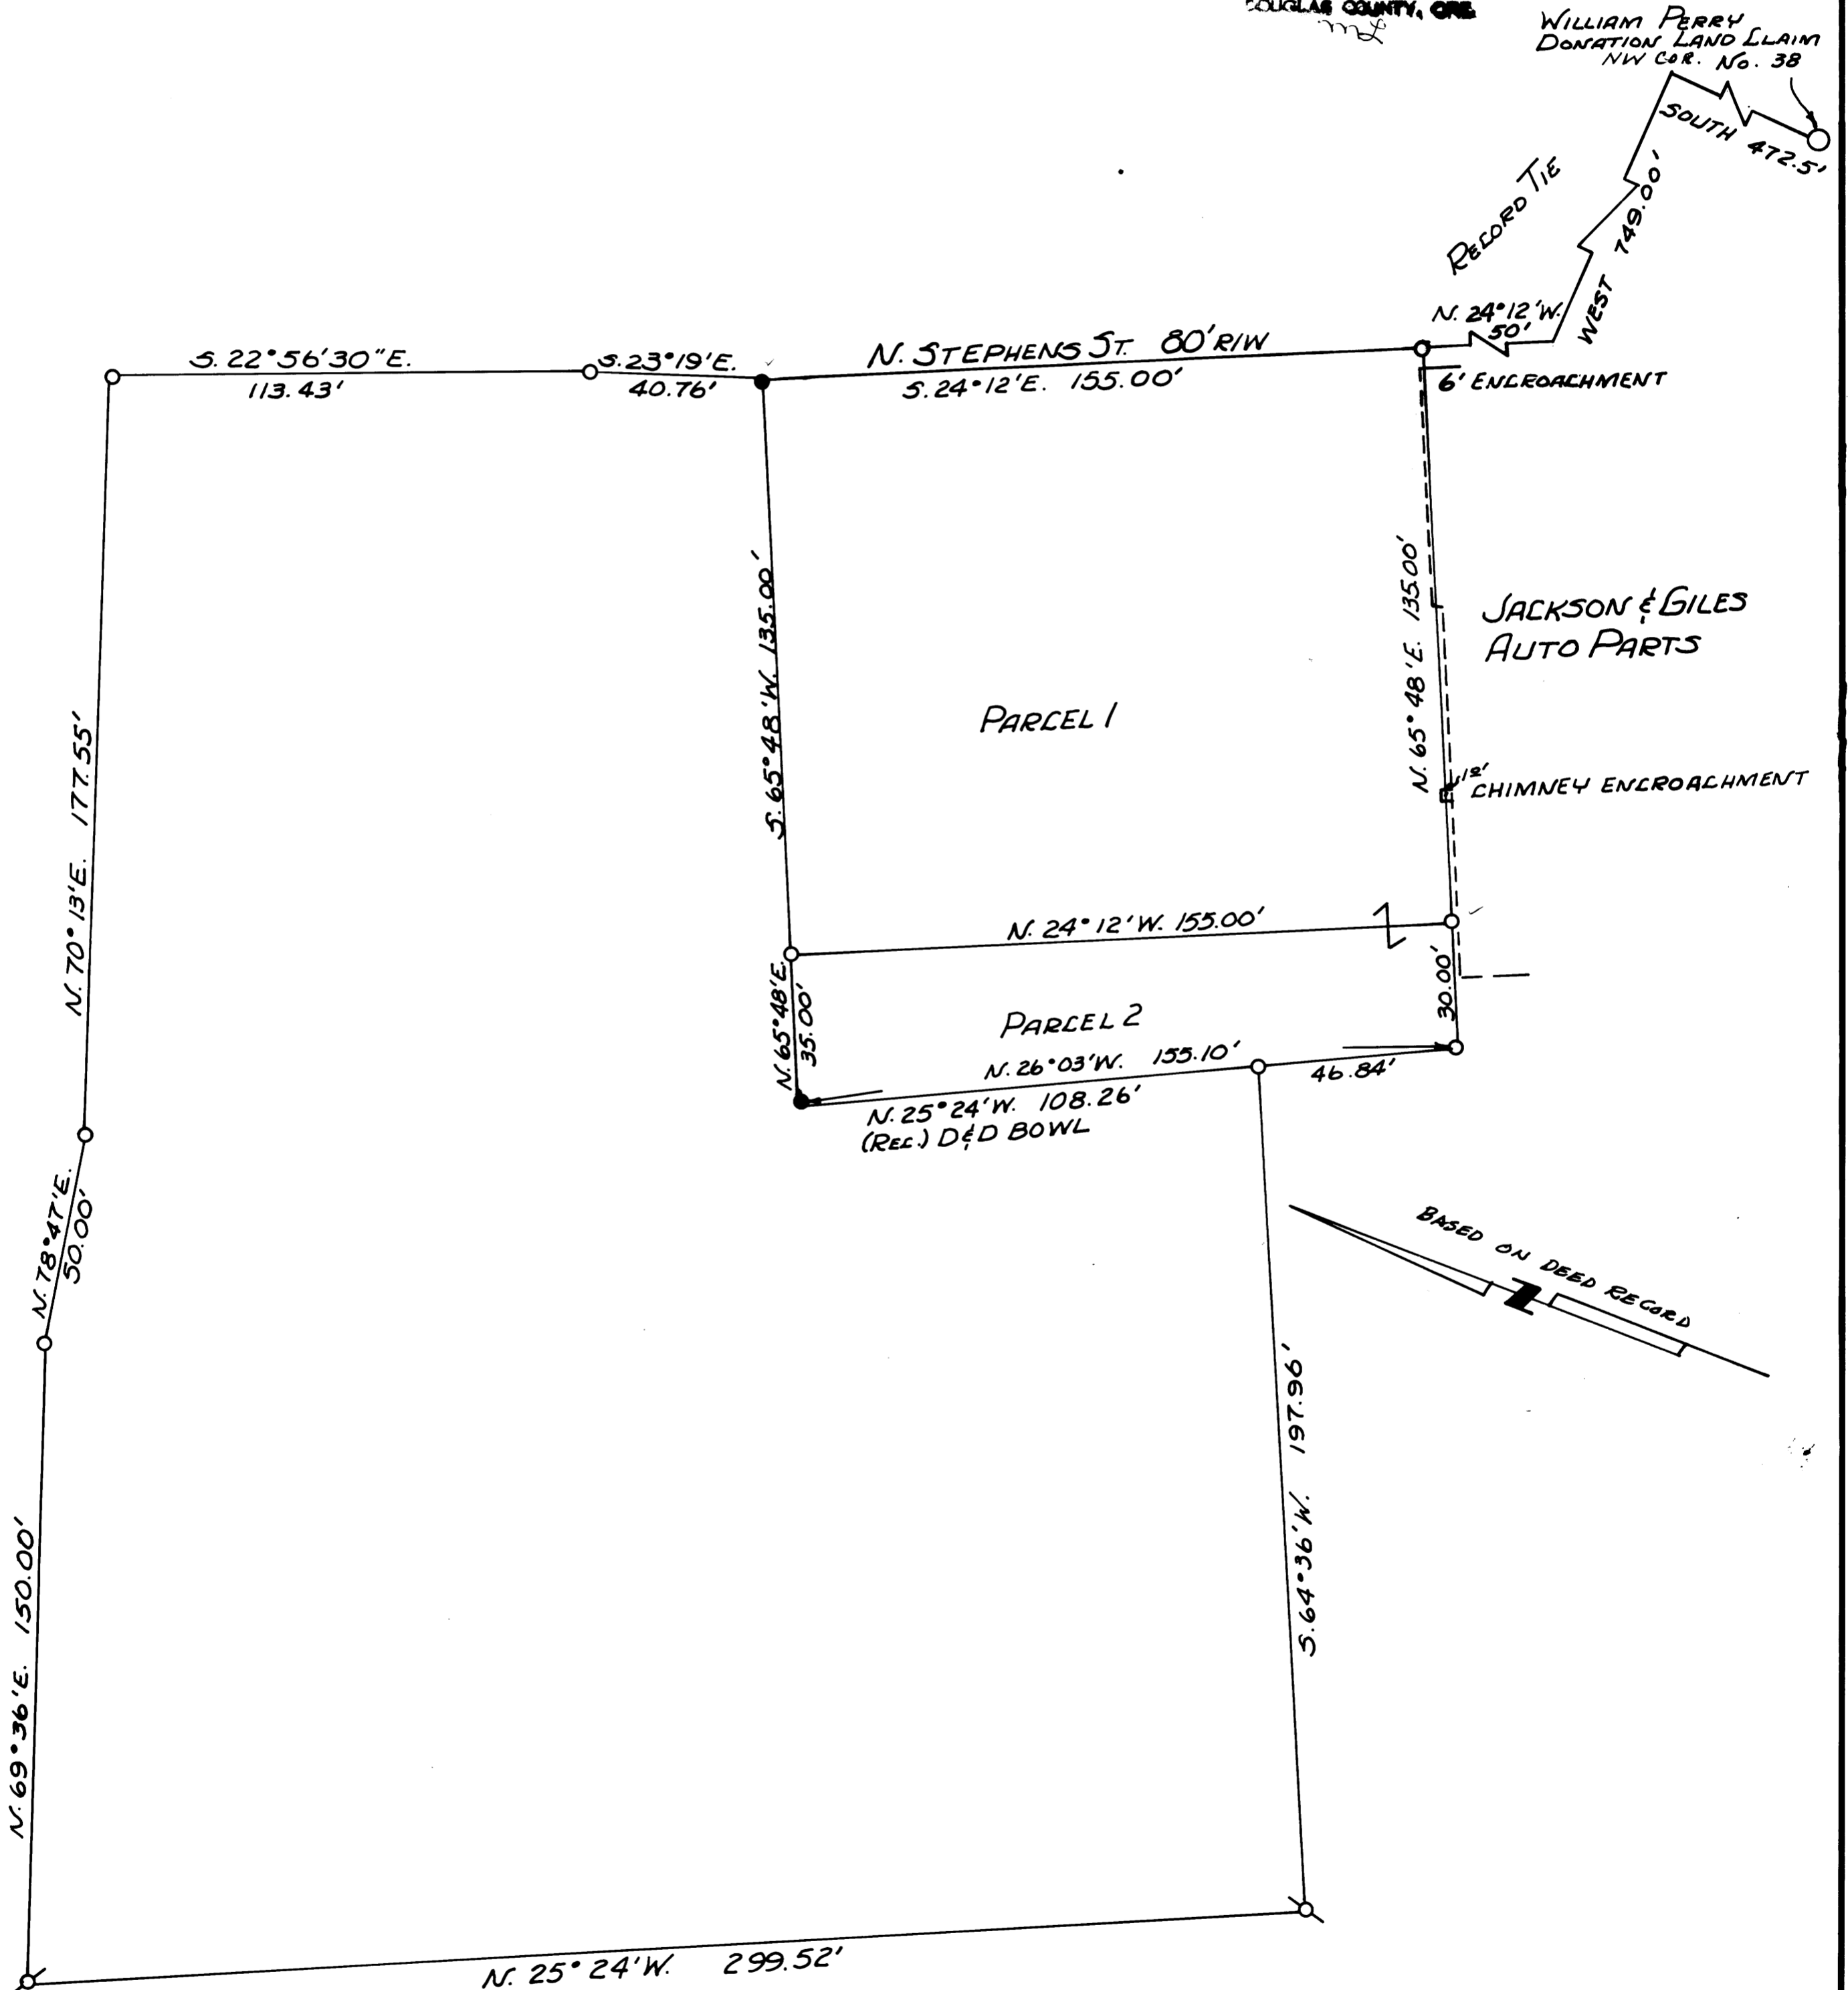 DOUGLAS COUNTY, ORE.
WILLIAM PERRY
DONATION LAND CLAIM
NW COR. No. 38
SOUTH 472.5'
WEST 749.00'
RECORD TIE
N. 24°12'W.
50'
S. 22°56'30"E.
113.43'
S. 23°19'E.
40.76'
N. STEPHENS ST. 80' R/W
S. 24°12'E. 155.00'
6' ENCROACHMENT
N. 70°13'E. 177.55'
S. 65°48'W. 135.00'
N. 65°48'E. 135.00'
JACKSON & GILES
AUTO PARTS
PARCEL 1
CHIMNEY ENCROACHMENT
N. 24°12'W. 155.00'
N. 65°48'E.
35.00'
30.00'
PARCEL 2
N. 26°03'W. 155.10'
46.84'
N. 25°24'W. 108.26'
(REC.) D&D BOWL
N. 78°47'E.
50.00'
BASED ON DEED RECORD
S. 64°36'W. 197.96'
N. 69°36'E. 150.00'
N. 25°24'W. 299.52'